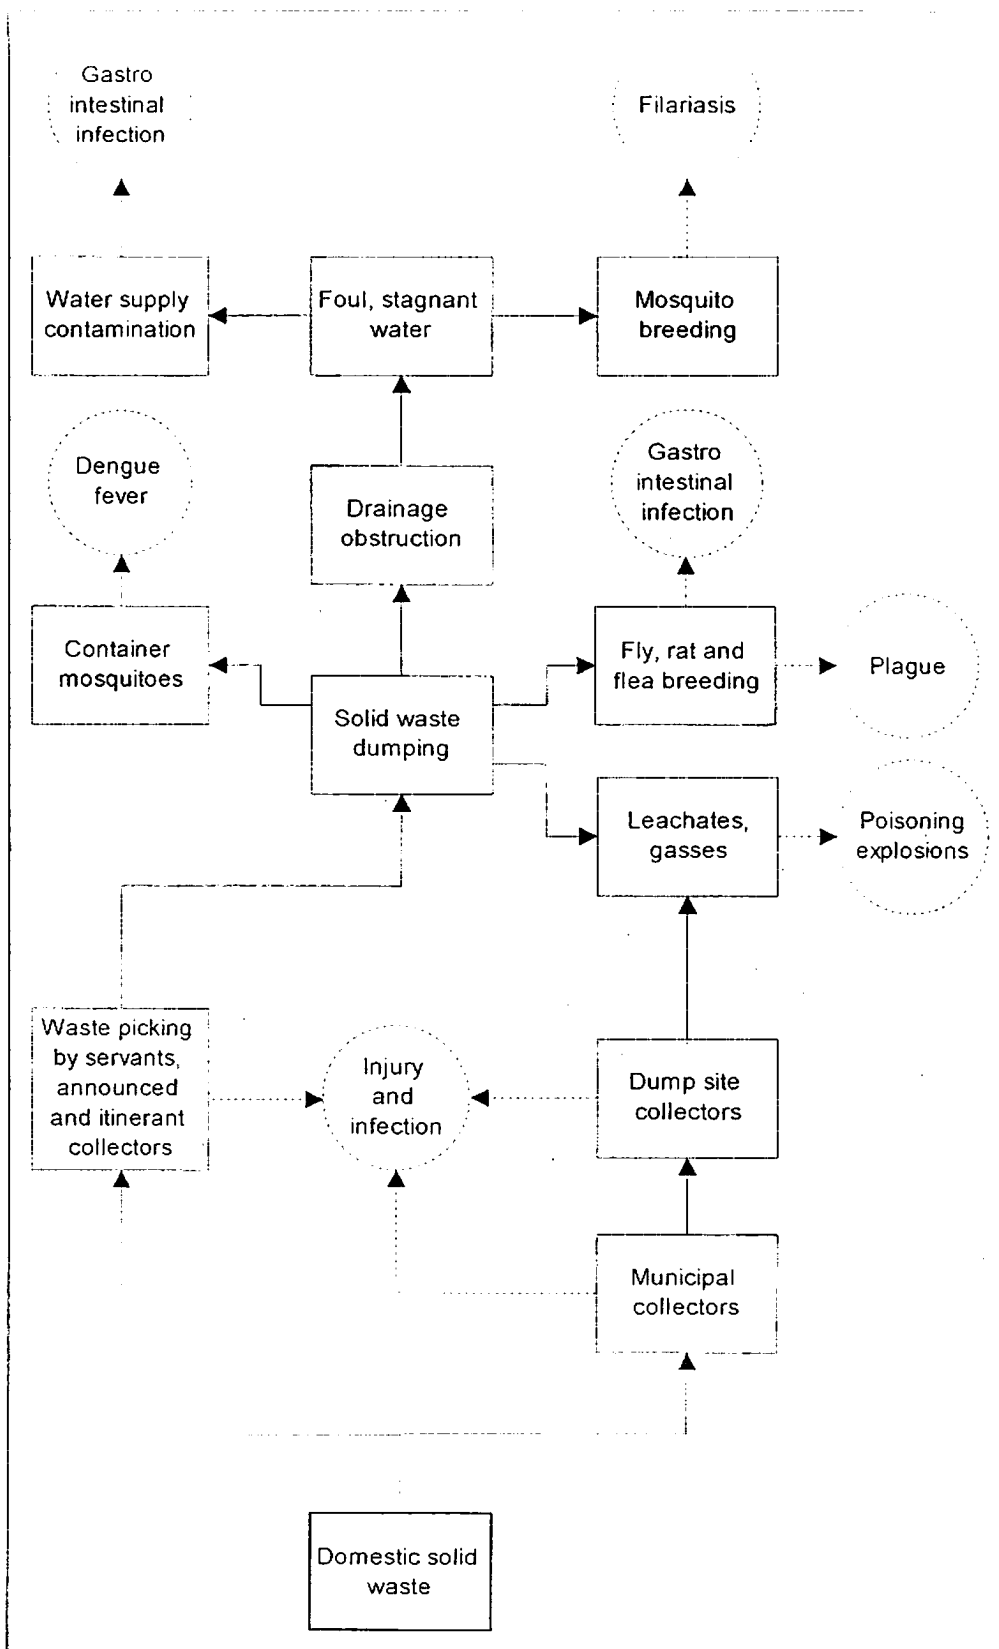 Gastro
intestinal
infection
Filariasis
Water supply
contamination
Foul, stagnant
water
Mosquito
breeding
Dengue
fever
Drainage
obstruction
Gastro
intestinal
infection
Container
mosquitoes
Solid waste
dumping
Fly, rat and
flea breeding
Plague
Leachates,
gasses
Poisoning
explosions
Waste picking
by servants,
announced
and itinerant
collectors
Injury
and
infection
Dump site
collectors
Municipal
collectors
Domestic solid
waste